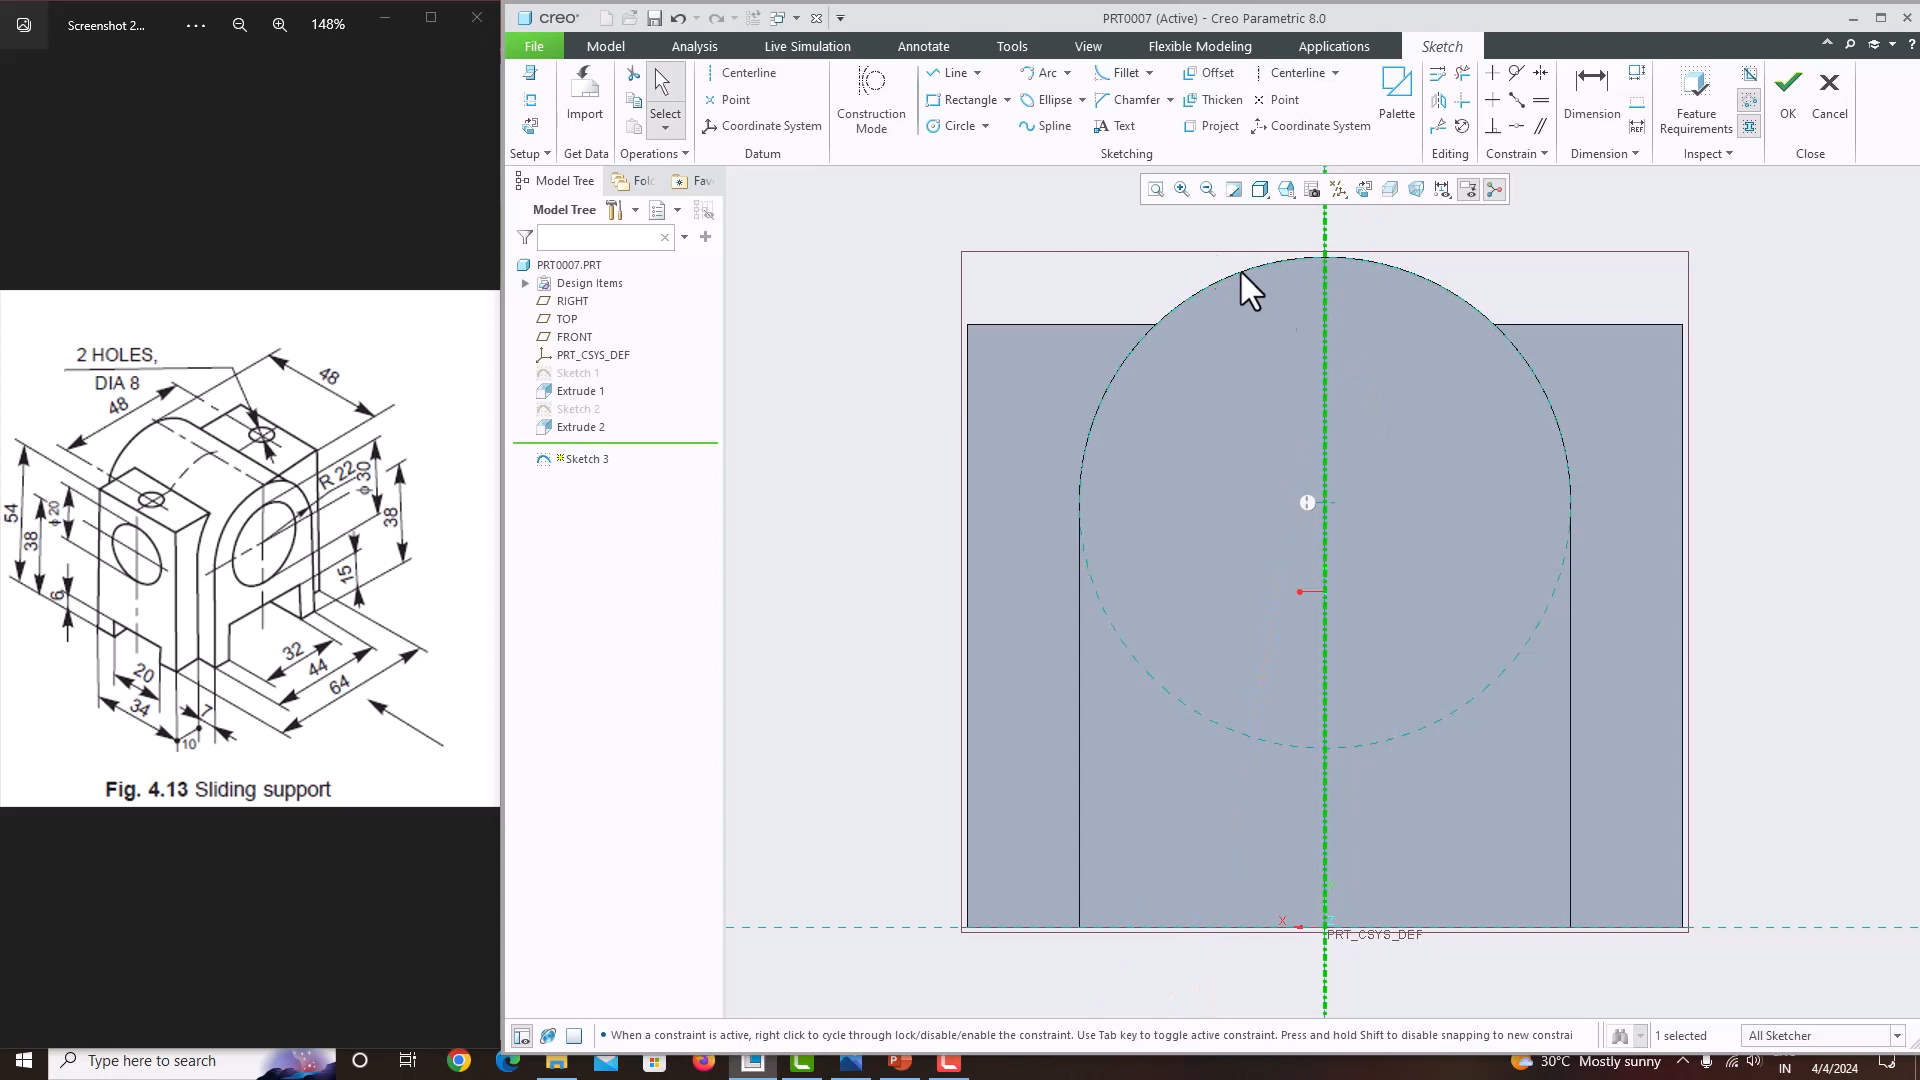 Screenshot 2...
148%
creo
PRT0007 (Active) - Creo Parametric 8.0
File
Model
Analysis
Live Simulation
Annotate
Tools
View
Flexible Modeling
Applications
Sketch
Import
Select
Centerline
Point
Coordinate System
Construction
Mode
Line
Arc
Fillet
Offset
Centerline
Rectangle
Ellipse
Chamfer
Thicken
Point
Circle
Spline
Text
Project
Coordinate System
Palette
Dimension
REF
Feature
Requirements
OK
Cancel
Setup
Get Data
Operations
Datum
Sketching
Editing
Constrain
Dimension
Inspect
Close
Model Tree
Fol
Fav
Model Tree
PRT0007.PRT
Design Items
RIGHT
TOP
FRONT
PRT_CSYS_DEF
Sketch 1
Extrude 1
Sketch 2
Extrude 2
Sketch 3
2 HOLES,
DIA 8
48
48
R 22
ϕ 30
38
15
54
38
ϕ 20
6
20
34
10
7
32
44
64
Fig. 4.13 Sliding support
X
PRT_CSYS_DEF
When a constraint is active, right click to cycle through lock/disable/enable the constraint. Use Tab key to toggle active constraint. Press and hold Shift to disable snapping to new constrai
1 selected
All Sketcher
Type here to search
30°C Mostly sunny
IN
4/4/2024